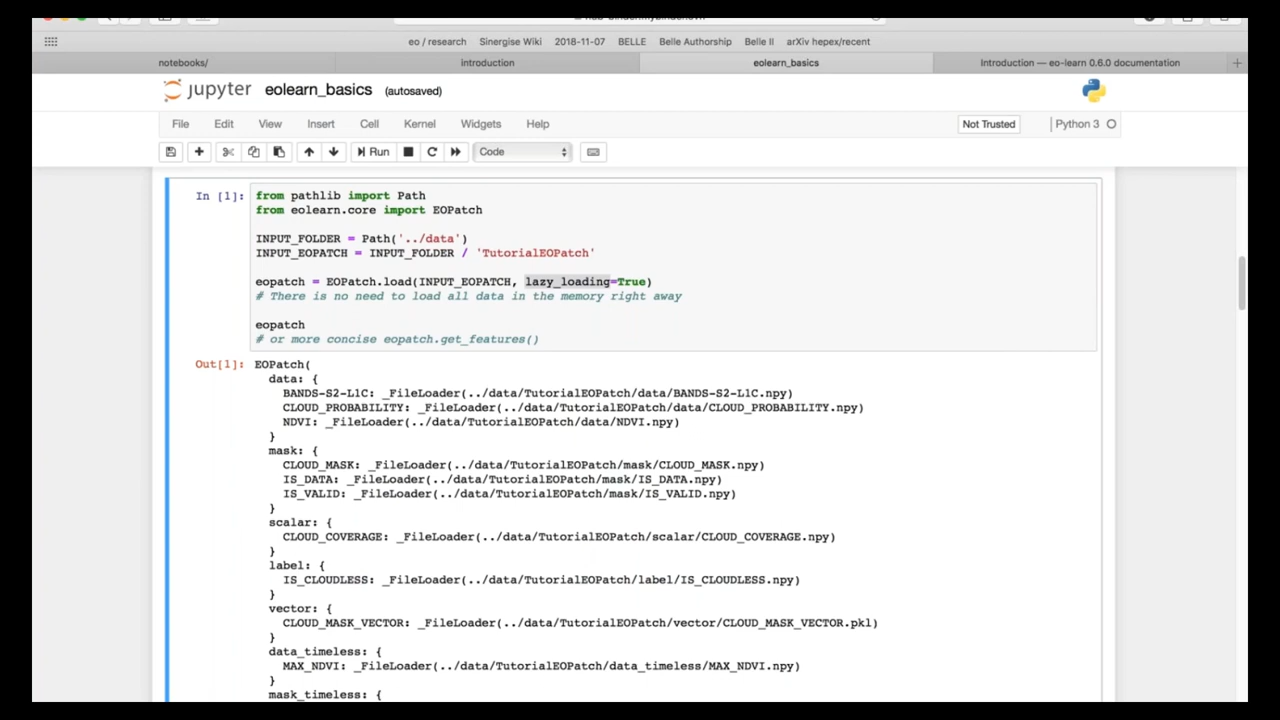 eo / research Sinergise Wiki 2018-11-07 BELLE Belle Authorship Belle II arXiv hepex/recent
notebooks/ introduction eolearn_basics Introduction — eo-learn 0.6.0 documentation
jupyter eolearn_basics (autosaved)
File Edit View Insert Cell Kernel Widgets Help Not Trusted Python 3
Run Code
In [1]: from pathlib import Path
from eolearn.core import EOPatch
INPUT_FOLDER = Path('../data')
INPUT_EOPATCH = INPUT_FOLDER / 'TutorialEOPatch'
eopatch = EOPatch.load(INPUT_EOPATCH, lazy_loading=True)
# There is no need to load all data in the memory right away
eopatch
# or more concise eopatch.get_features()
Out[1]: EOPatch(
data: {
BANDS-S2-L1C: _FileLoader(../data/TutorialEOPatch/data/BANDS-S2-L1C.npy)
CLOUD_PROBABILITY: _FileLoader(../data/TutorialEOPatch/data/CLOUD_PROBABILITY.npy)
NDVI: _FileLoader(../data/TutorialEOPatch/data/NDVI.npy)
}
mask: {
CLOUD_MASK: _FileLoader(../data/TutorialEOPatch/mask/CLOUD_MASK.npy)
IS_DATA: _FileLoader(../data/TutorialEOPatch/mask/IS_DATA.npy)
IS_VALID: _FileLoader(../data/TutorialEOPatch/mask/IS_VALID.npy)
}
scalar: {
CLOUD_COVERAGE: _FileLoader(../data/TutorialEOPatch/scalar/CLOUD_COVERAGE.npy)
}
label: {
IS_CLOUDLESS: _FileLoader(../data/TutorialEOPatch/label/IS_CLOUDLESS.npy)
}
vector: {
CLOUD_MASK_VECTOR: _FileLoader(../data/TutorialEOPatch/vector/CLOUD_MASK_VECTOR.pkl)
}
data_timeless: {
MAX_NDVI: _FileLoader(../data/TutorialEOPatch/data_timeless/MAX_NDVI.npy)
}
mask_timeless: {